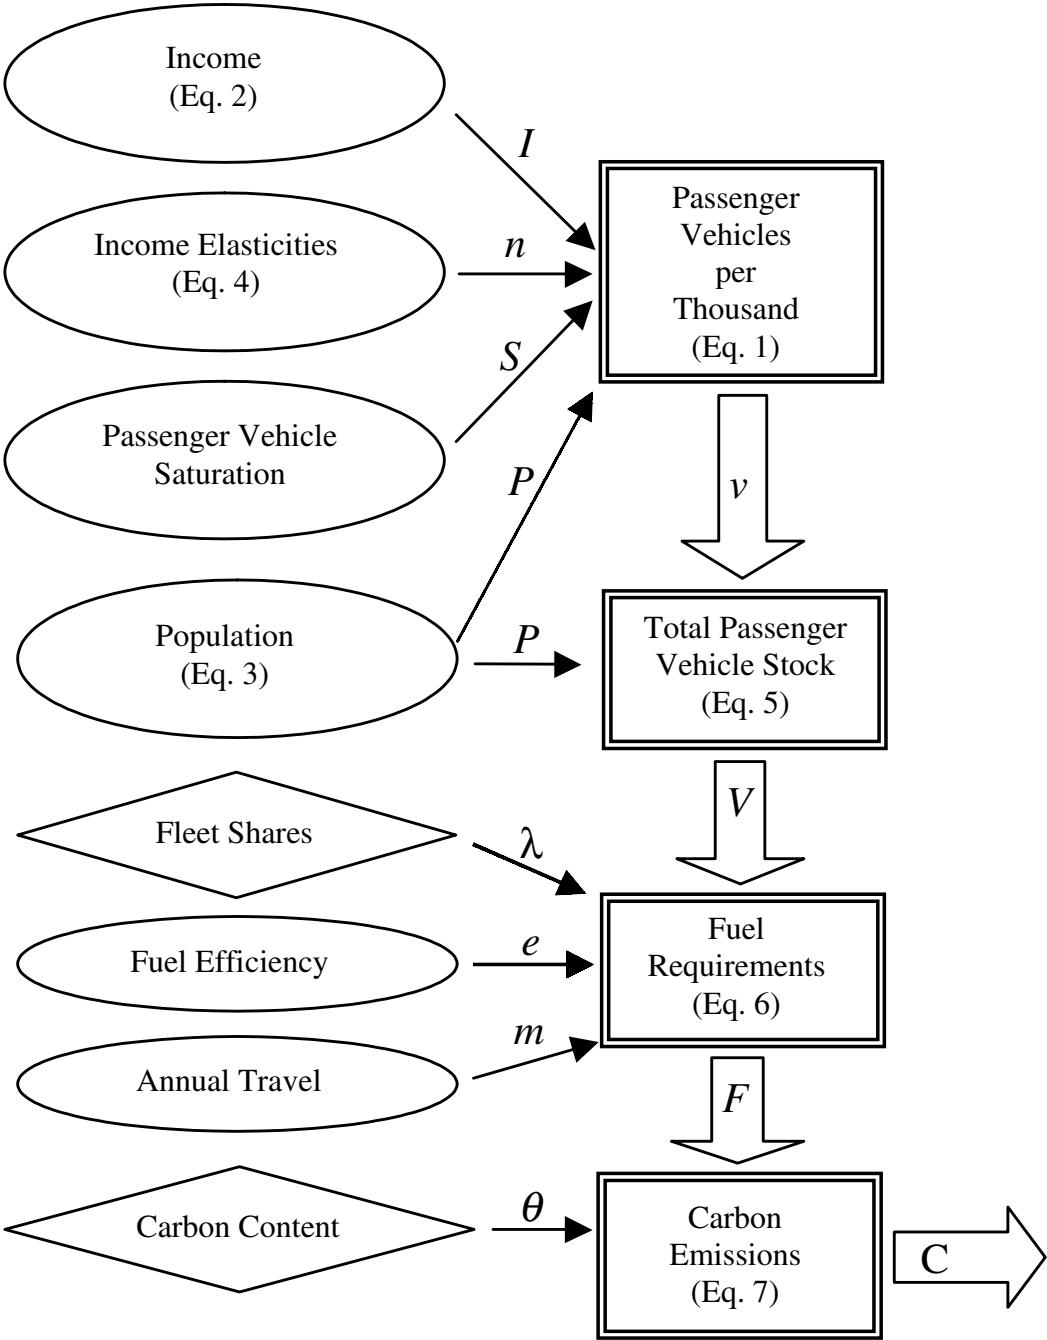 Income
(Eq. 2)
I
Income Elasticities
(Eq. 4)
n
Passenger Vehicle
Saturation
S
Passenger
Vehicles
per
Thousand
(Eq. 1)
P
v
Population
(Eq. 3)
P
Total Passenger
Vehicle Stock
(Eq. 5)
V
Fleet Shares
λ
Fuel Efficiency
e
Annual Travel
m
Fuel
Requirements
(Eq. 6)
F
Carbon Content
θ
Carbon
Emissions
(Eq. 7)
C